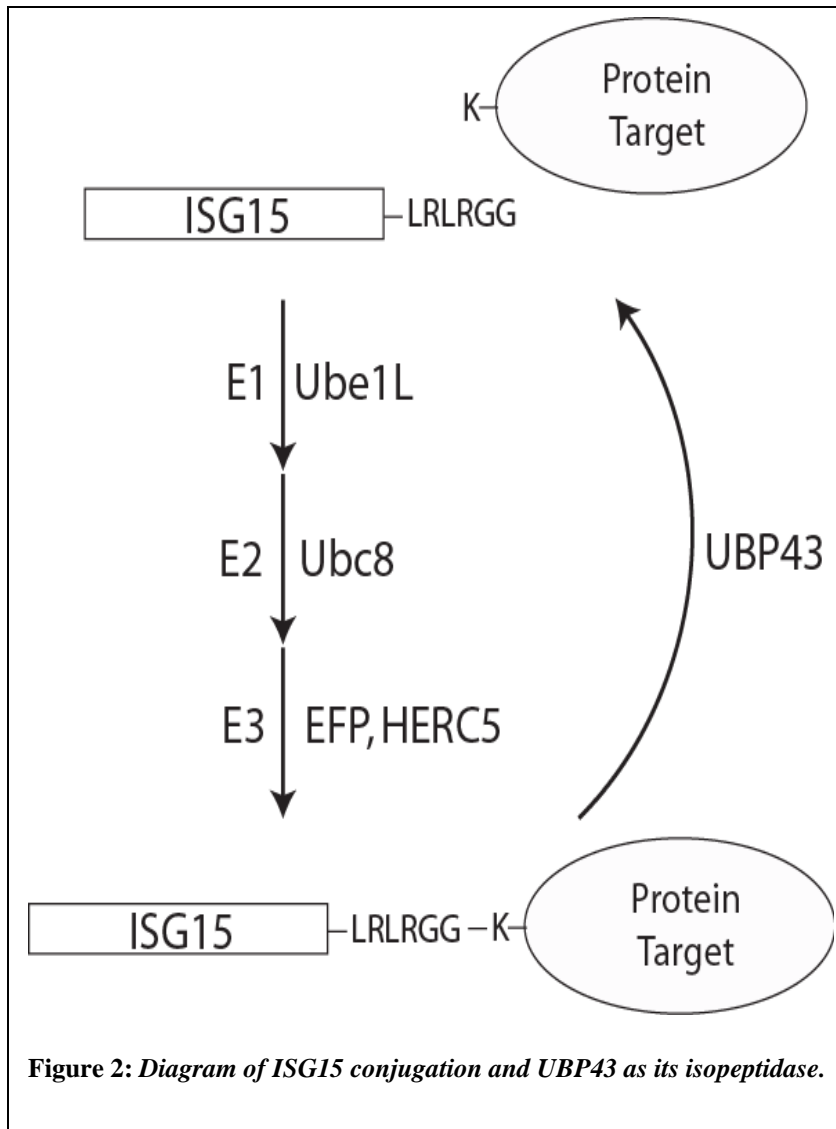 Protein
Target
K
ISG15
LRLRGG
E1 Ube1L
E2 Ubc8
UBP43
E3 EFP, HERC5
ISG15
LRLRGG
K
Protein
Target
Figure 2: Diagram of ISG15 conjugation and UBP43 as its isopeptidase.